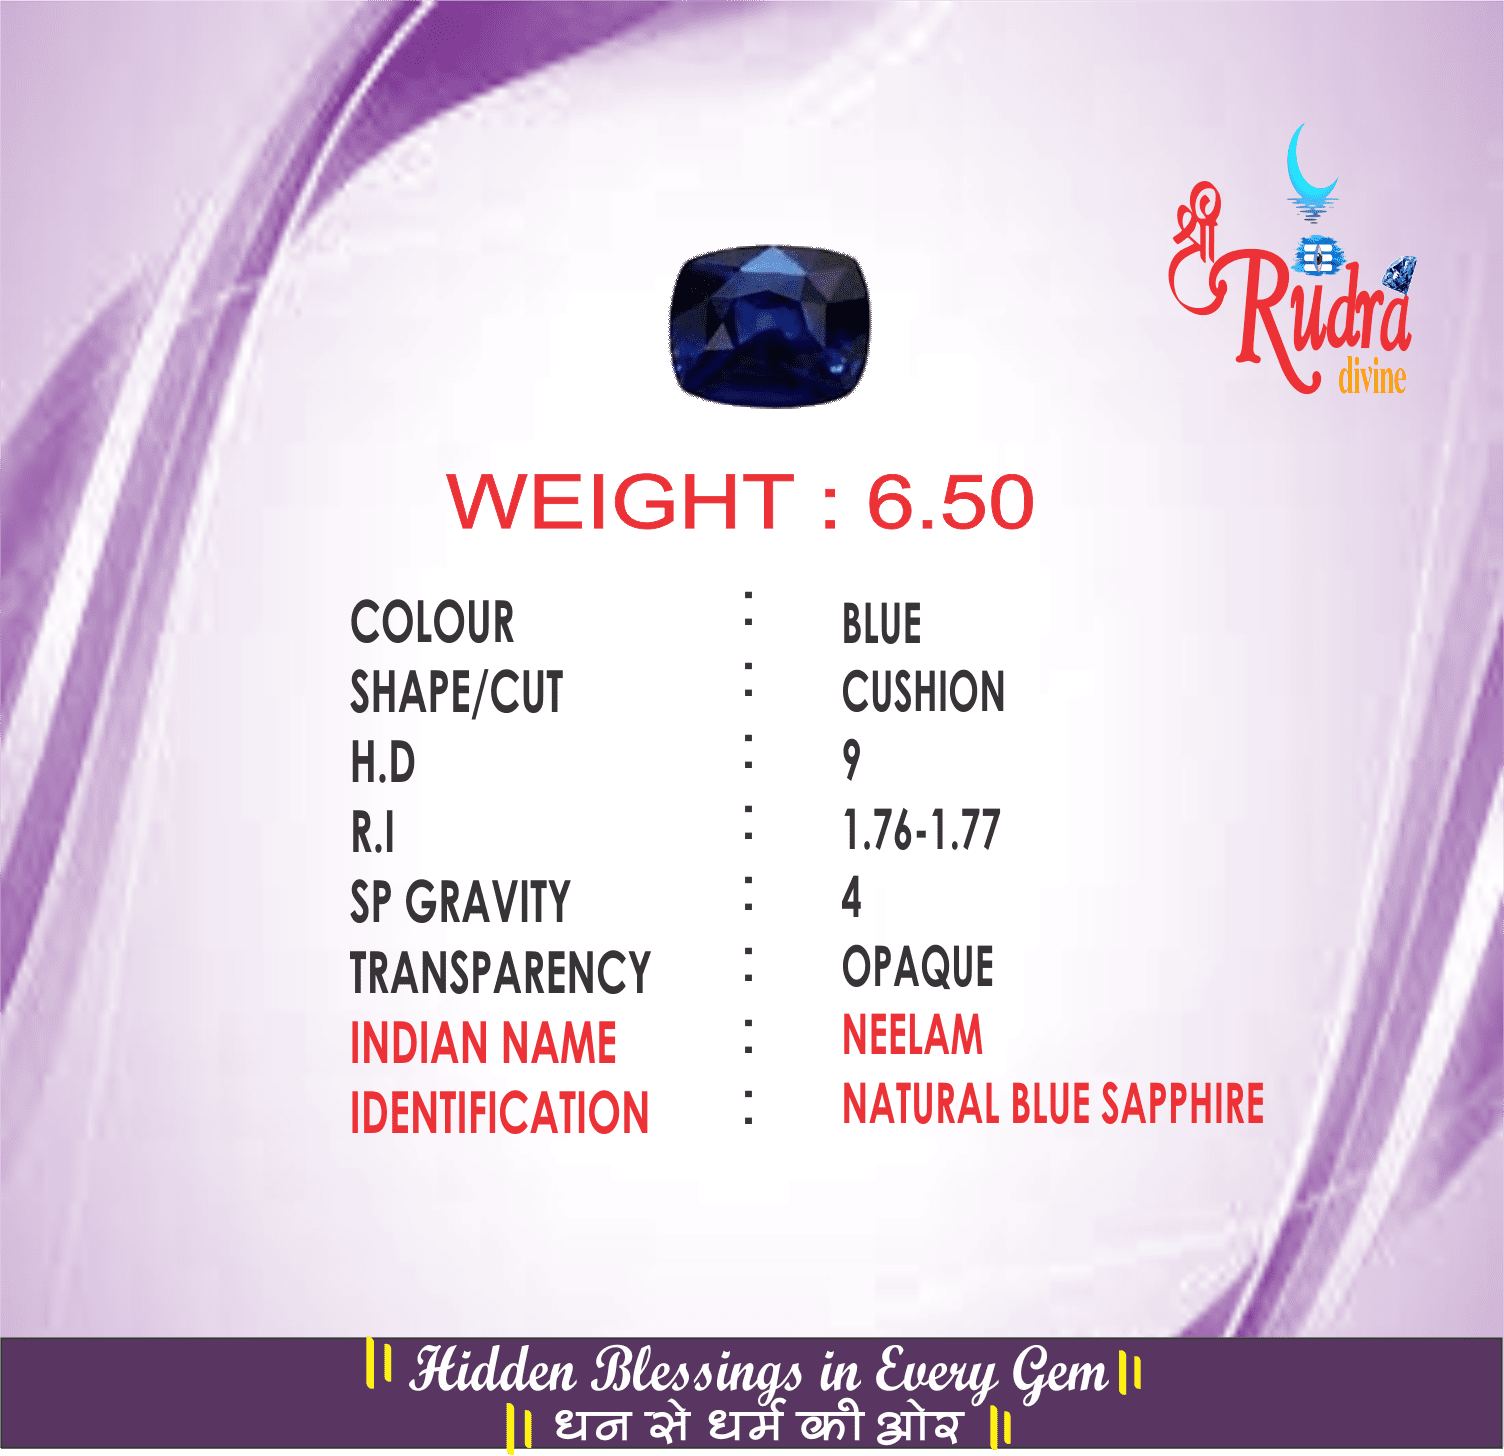 श्री
Rudra
divine
WEIGHT : 6.50
COLOUR : BLUE
SHAPE/CUT : CUSHION
H.D : 9
R.I : 1.76-1.77
SP GRAVITY : 4
TRANSPARENCY : OPAQUE
INDIAN NAME : NEELAM
IDENTIFICATION : NATURAL BLUE SAPPHIRE
|| Hidden Blessings in Every Gem ||
|| धन से धर्म की ओर ||